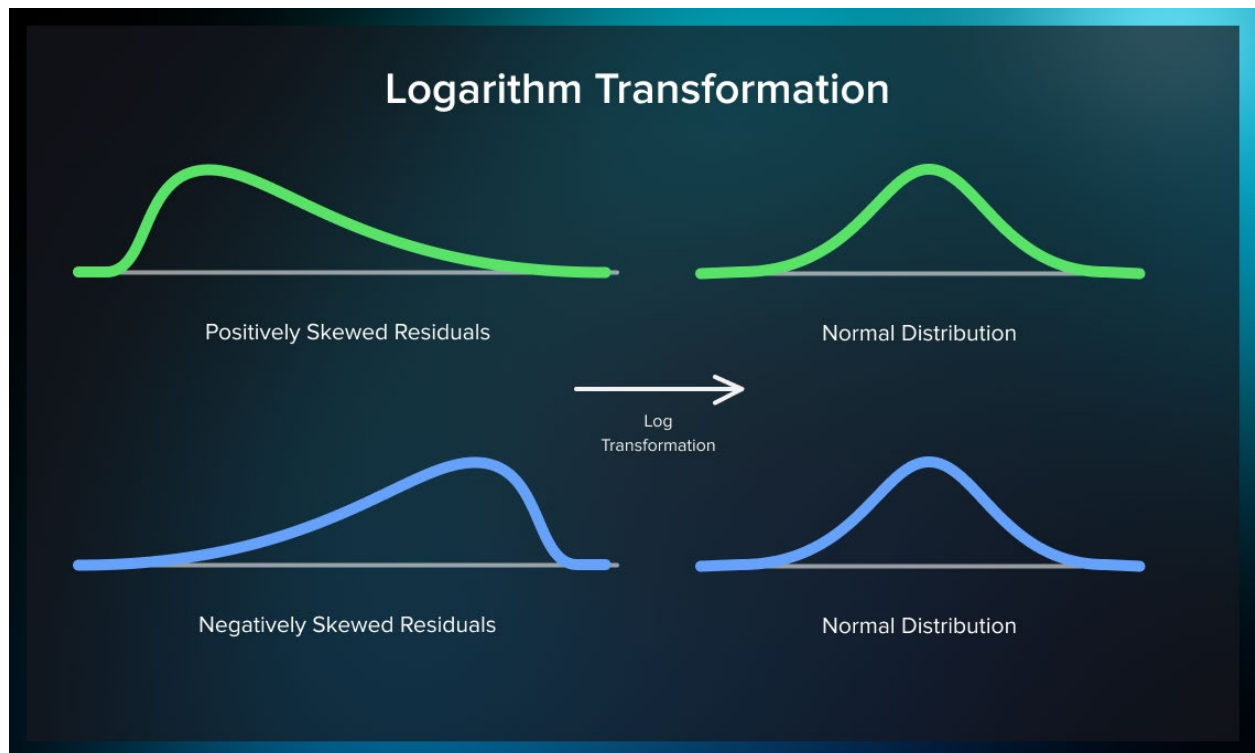 Logarithm Transformation
Positively Skewed Residuals
Normal Distribution
Log
Transformation
Negatively Skewed Residuals
Normal Distribution